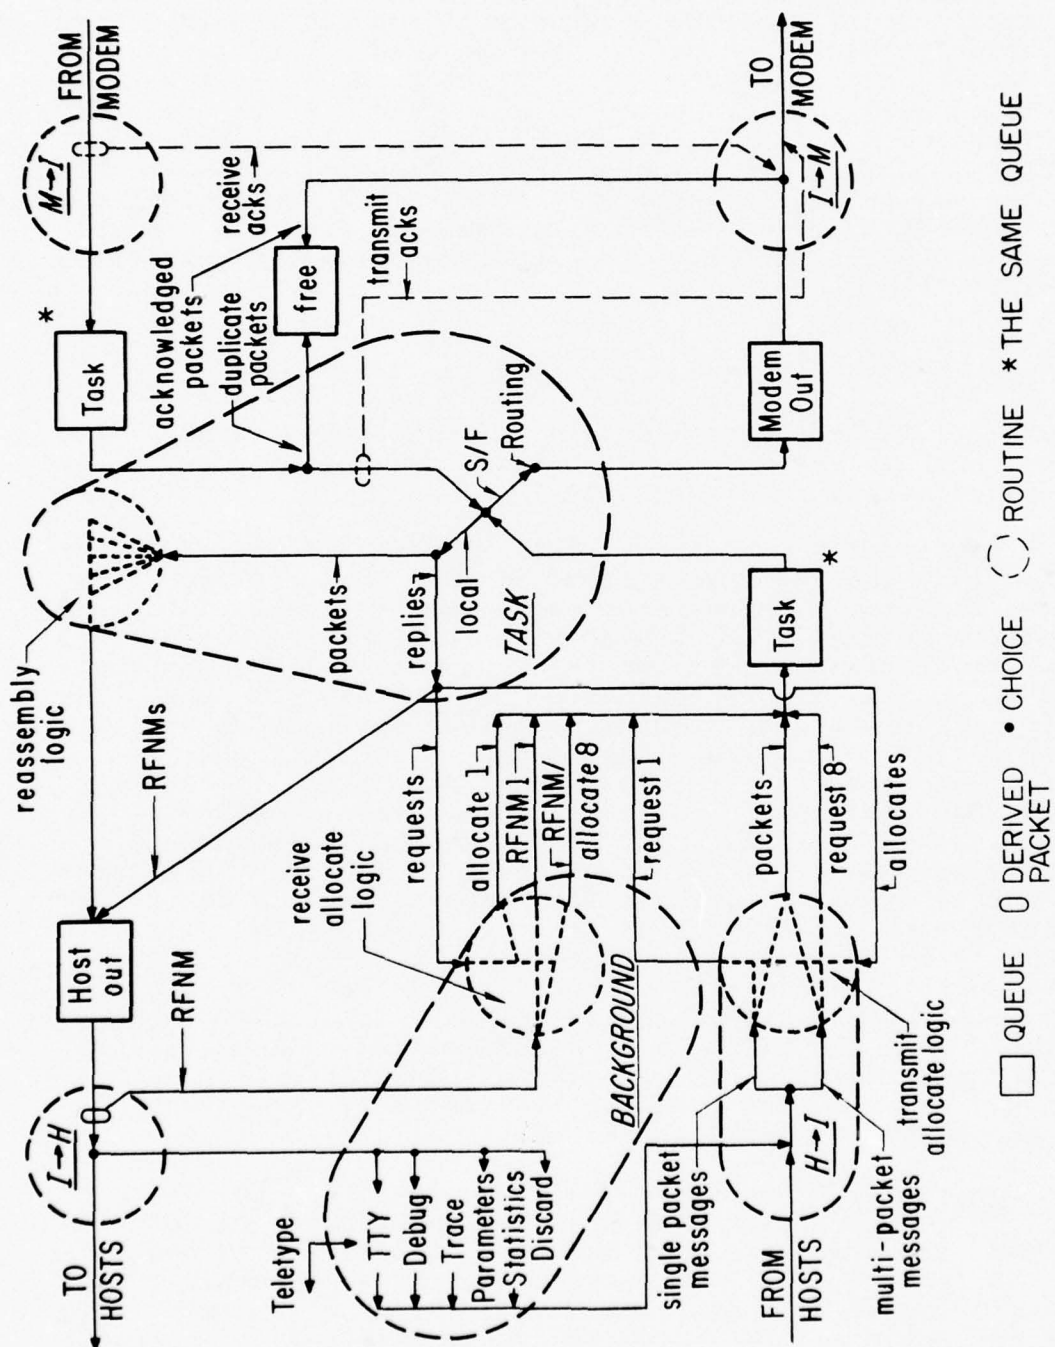 FROM
MODEM
M→I
*
Task
acknowledged
packets
duplicate
packets
receive
acks
free
transmit
acks
TO
MODEM
I→M
Modem
Out
reassembly
logic
packets
replies
local
S/F
Routing
TASK
Task
*
RFNMs
Host
out
RFNM
I→H
TO
HOSTS
receive
allocate
logic
requests
allocate 1
RFNM 1
RFNM/
allocate 8
request 1
packets
request 8
allocates
BACKGROUND
Teletype
TTY
Debug
Trace
Parameters
Statistics
Discard
single packet
messages
FROM
HOSTS
H→I
multi-packet
messages
transmit-
allocate logic
QUEUE
DERIVED
PACKET
• CHOICE
ROUTINE
* THE SAME QUEUE